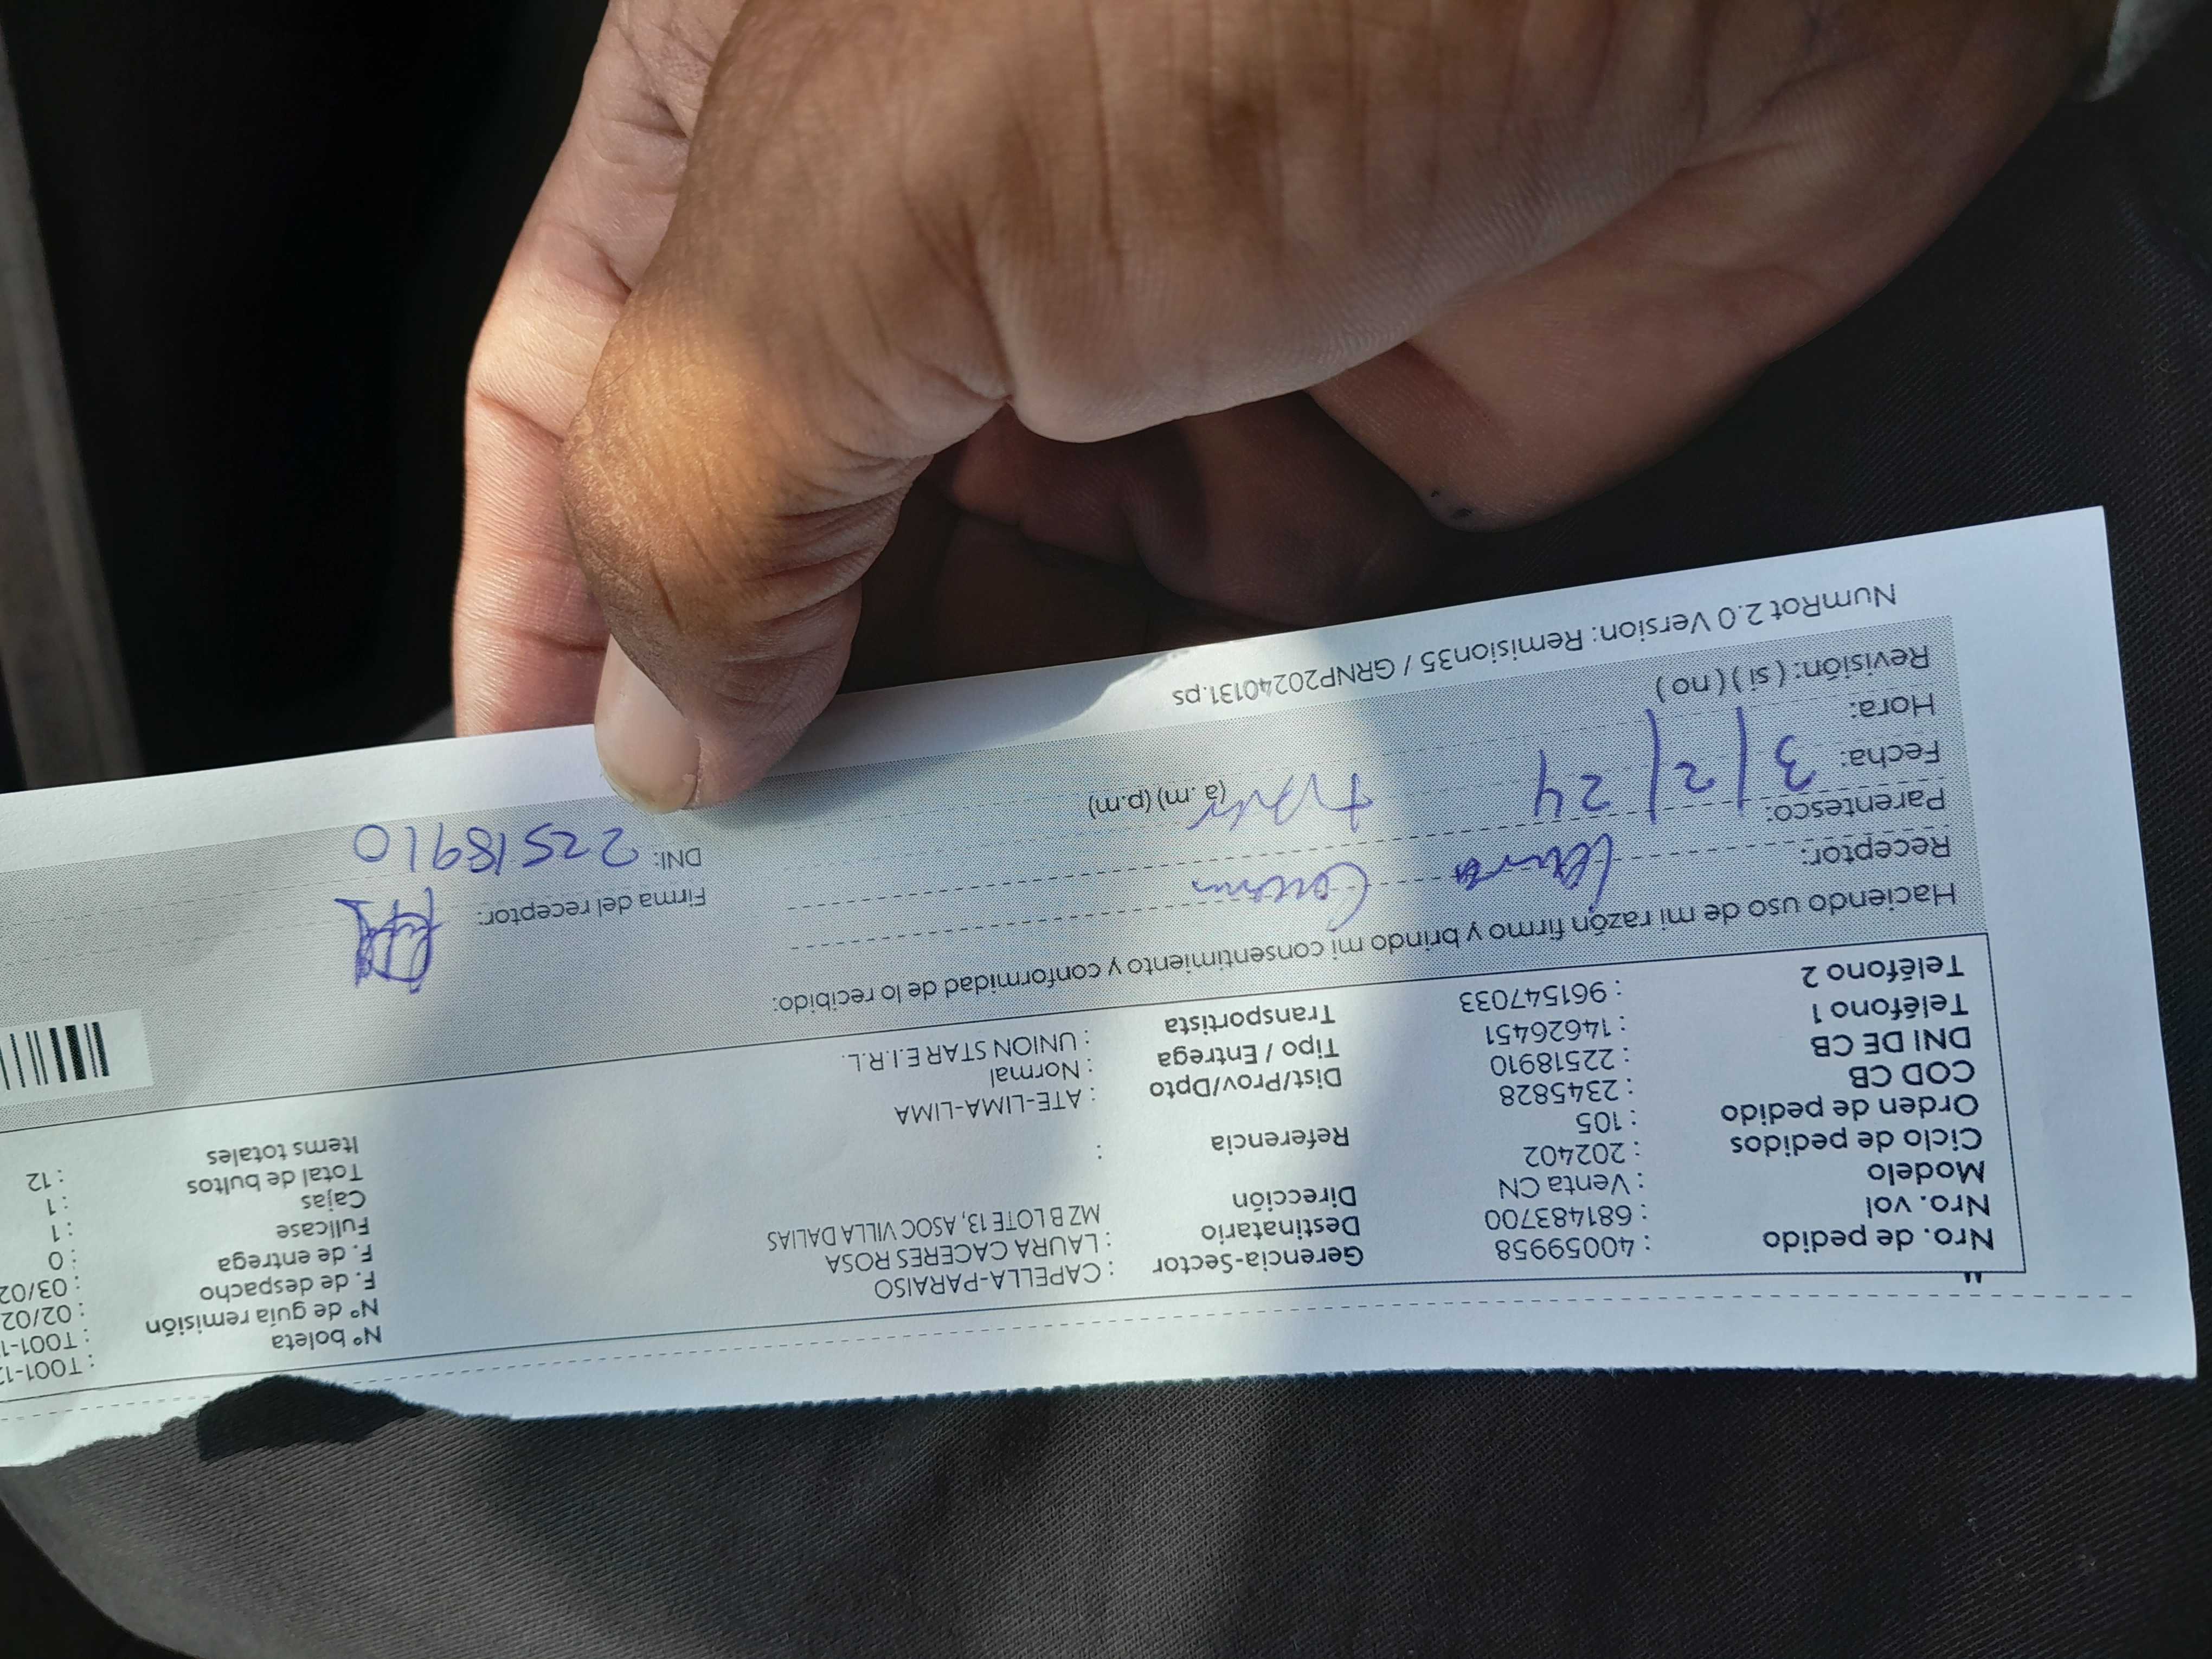 Nº boleta : T001-1
Nº de guía remisión : T001-1
F. de despacho : 02/02
F. de entrega : 03/02
Fullcase : 0
Cajas : 1
Total de bultos : 1
Items totales : 12
Nro. de pedido : 40059958
Nro. vol : 681483700
Modelo : Venta CN
Ciclo de pedidos : 202402
Orden de pedido : 105
COD CB : 2345828
DNI DE CB : 22518910
Teléfono 1 : 14626451
Teléfono 2 : 961547033
Gerencia-Sector : CAPELLA-PARAISO
Destinatario : LAURA CACERES ROSA
Dirección MZ B LOTE 13, ASOC VILLA DALIAS
Referencia :
Dist/Prov/Dpto : ATE-LIMA-LIMA
Tipo / Entrega : Normal
Transportista : UNION STAR E.I.R.L.
Haciendo uso de mi razón firmo y brindo mi consentimiento y conformidad de lo recibido:
Receptor: Laura
Parentesco:
Fecha: 3/2/24
Hora: (a. m) (p.m)
Revisión: ( si ) ( no )
Firma del receptor:
DNI: 22518910
NumRot 2.0 Version: Remision35 / GRNP20240131.ps